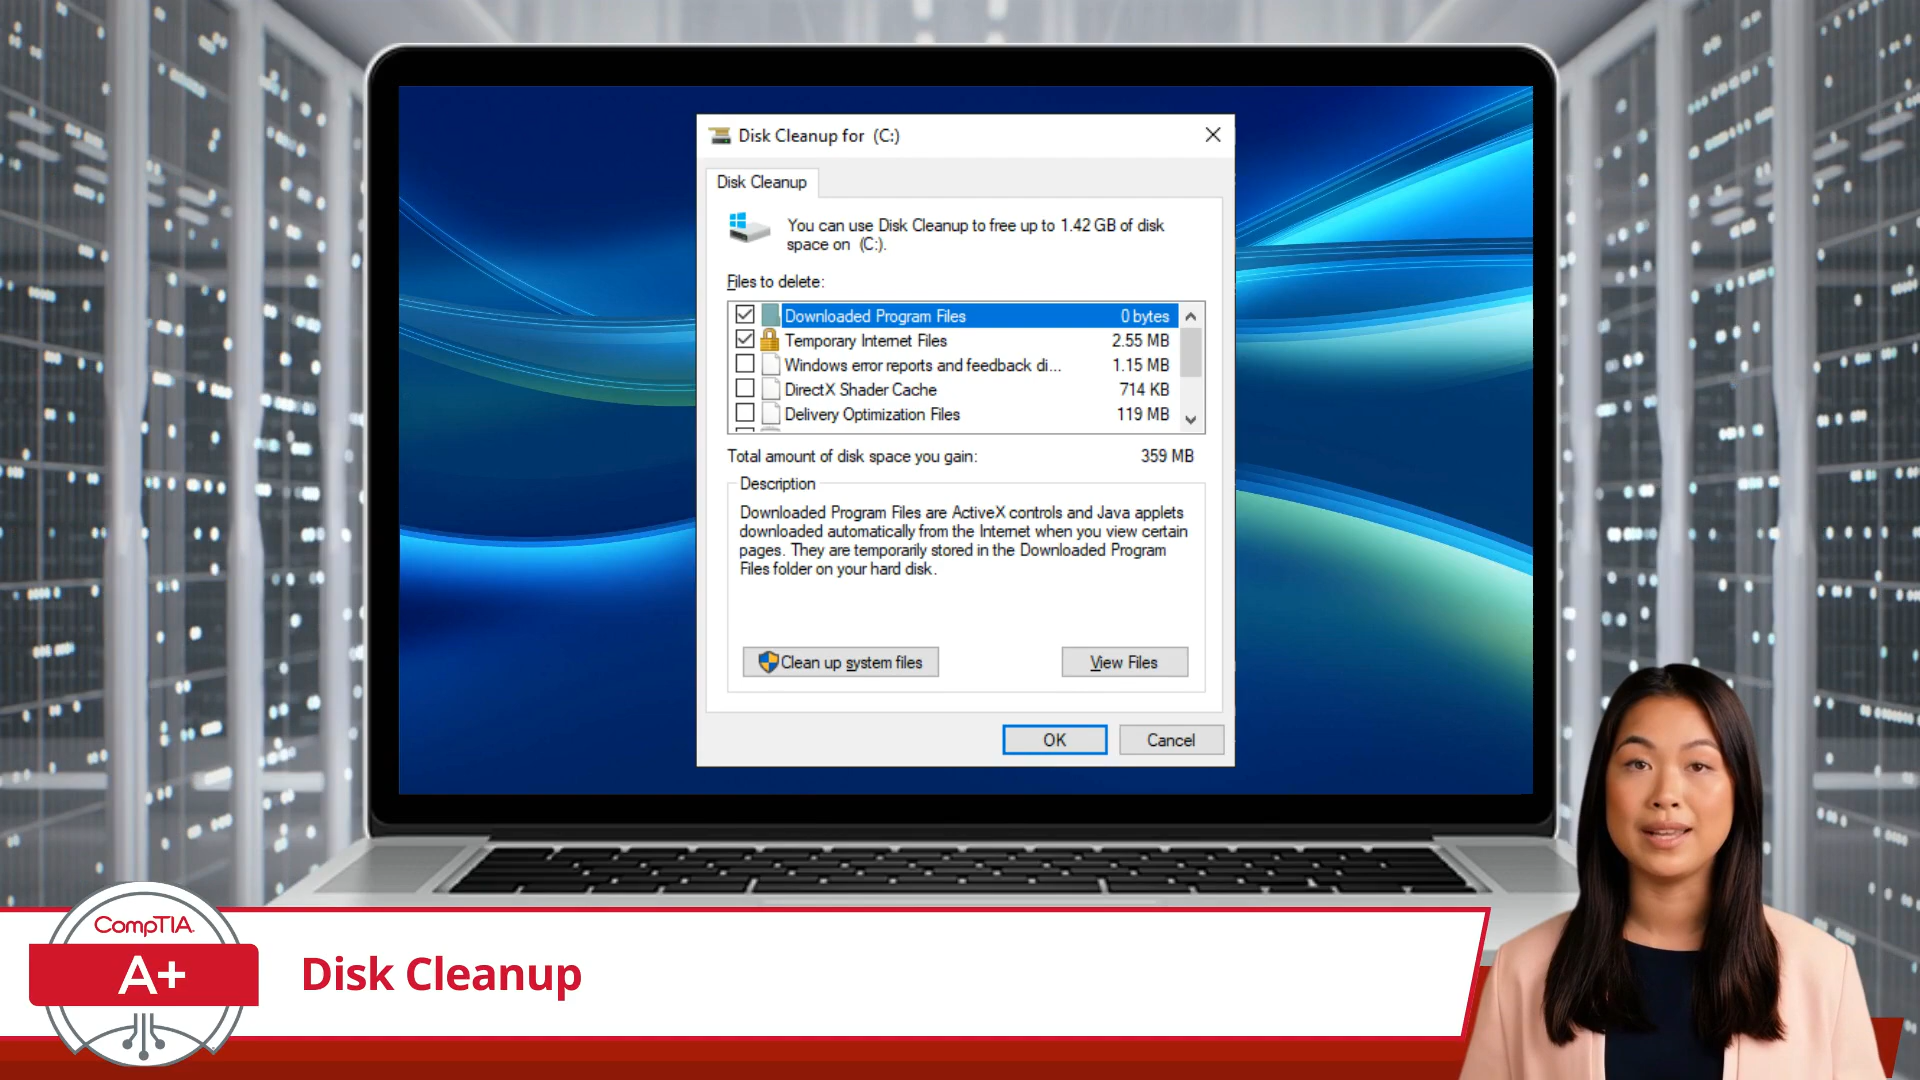 Disk Cleanup for (C:)
Disk Cleanup
You can use Disk Cleanup to free up to 1.42 GB of disk
space on (C:).
Files to delete:
Downloaded Program Files 0 bytes
Temporary Internet Files 2.55 MB
Windows error reports and feedback di... 1.15 MB
DirectX Shader Cache 714 KB
Delivery Optimization Files 119 MB
Total amount of disk space you gain: 359 MB
Description
Downloaded Program Files are ActiveX controls and Java applets
downloaded automatically from the Internet when you view certain
pages. They are temporarily stored in the Downloaded Program
Files folder on your hard disk.
Clean up system files View Files
OK Cancel
CompTIA.
A+
Disk Cleanup